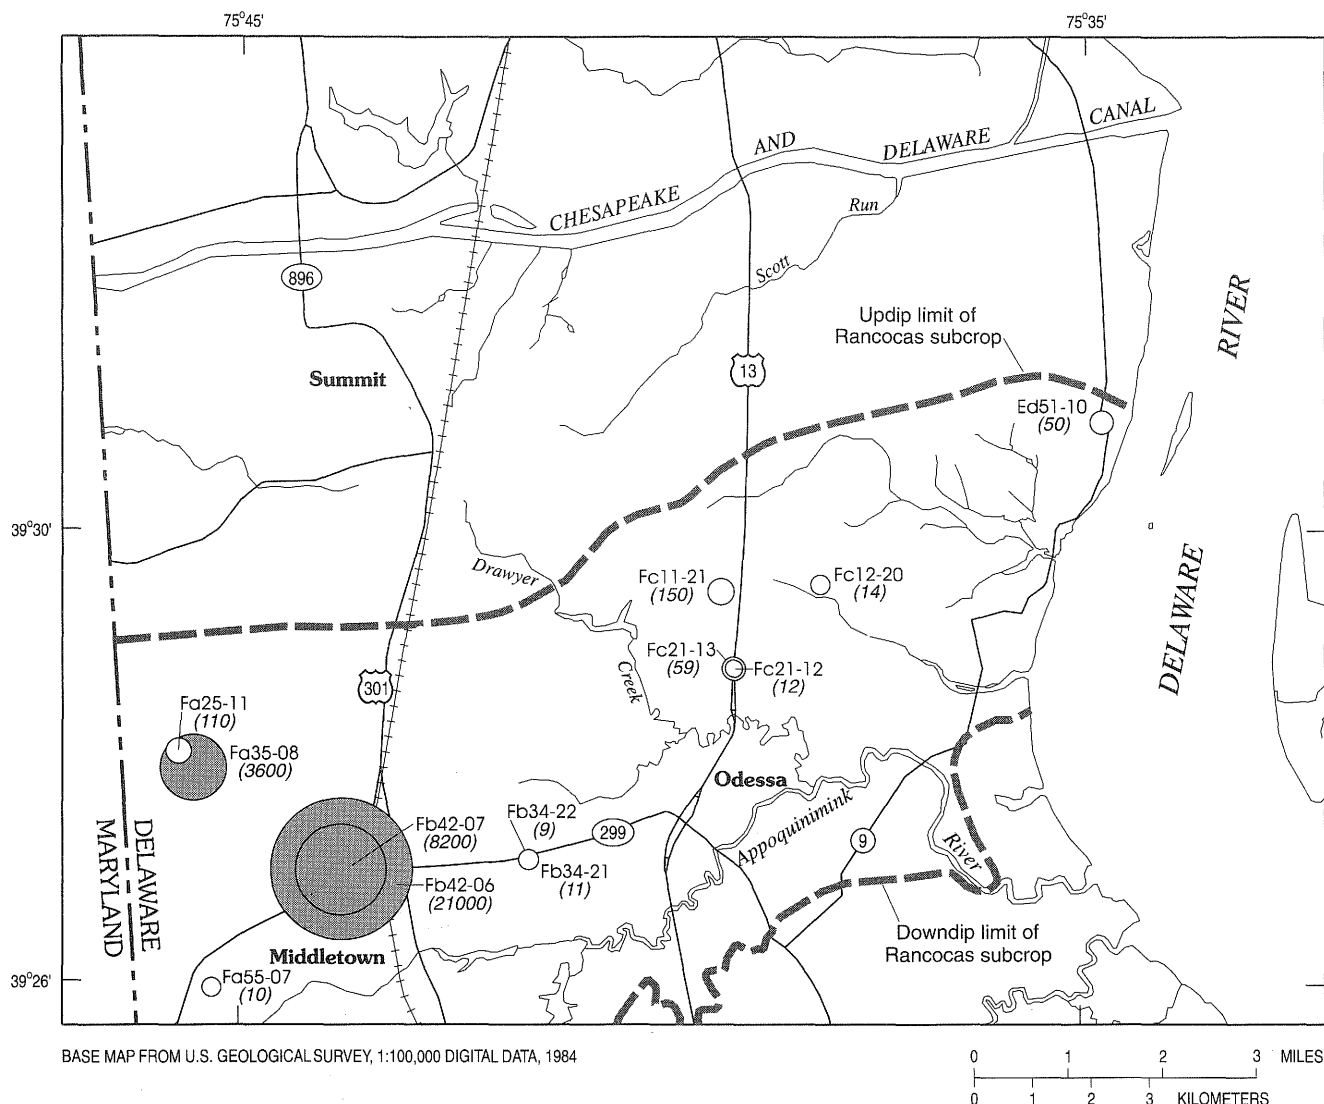 75°45'
75°35'
CHESAPEAKE AND DELAWARE CANAL
Run
Scott
896
Updip limit of
Rancocas subcrop
RIVER
13
Summit
Ed51-10
(50)
39°30'
Drawyer
Fc11-21
(150)
Fc12-20
(14)
DELAWARE
Fc21-13
(59)
Fc21-12
(12)
Creek
301
Fa25-11
(110)
Fa35-08
(3600)
Odessa
Fb34-22
(9)
299
Fb42-07
(8200)
Appoquinimink
9
River
DELAWARE
MARYLAND
Fb42-06
(21000)
Fb34-21
(11)
Downdip limit of
Rancocas subcrop
Middletown
39°26'
Fa55-07
(10)
BASE MAP FROM U.S. GEOLOGICAL SURVEY, 1:100,000 DIGITAL DATA, 1984
0 1 2 3 MILES
0 1 2 3 KILOMETERS